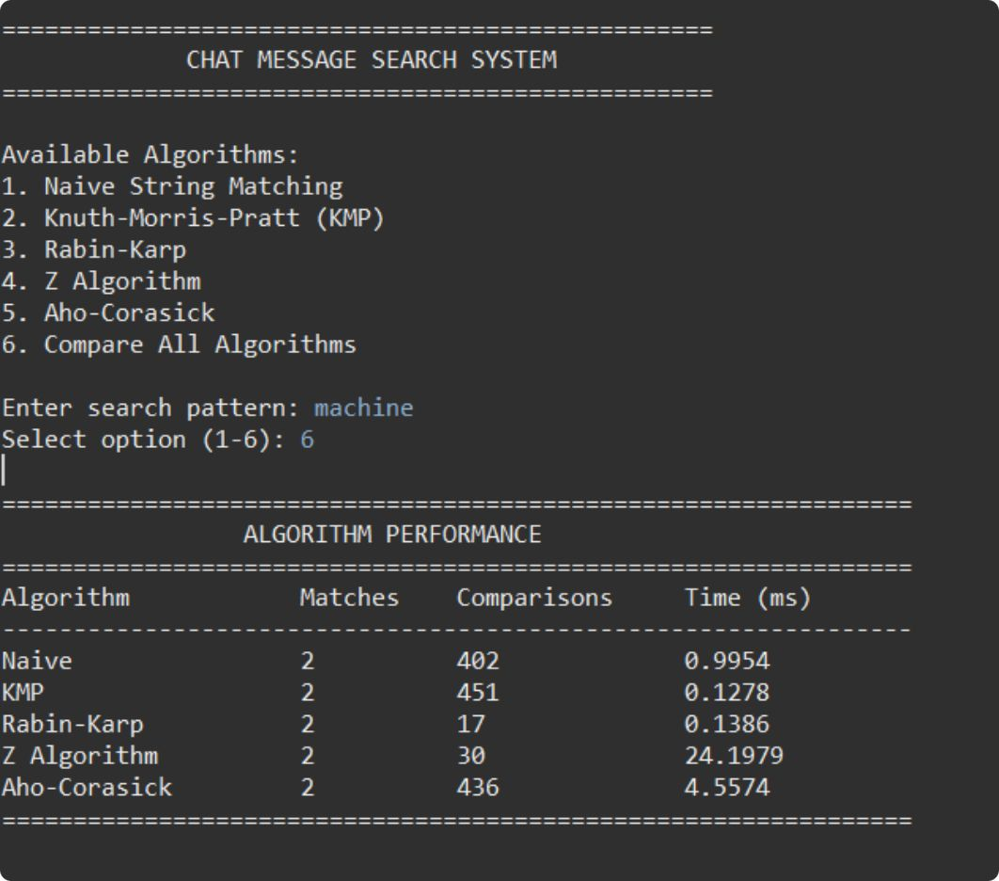 ==================================================
CHAT MESSAGE SEARCH SYSTEM
==================================================
Available Algorithms:
1. Naive String Matching
2. Knuth-Morris-Pratt (KMP)
3. Rabin-Karp
4. Z Algorithm
5. Aho-Corasick
6. Compare All Algorithms
Enter search pattern: machine
Select option (1-6): 6
================================================================
ALGORITHM PERFORMANCE
================================================================
Algorithm Matches Comparisons Time (ms)
----------------------------------------------------------------
Naive 2 402 0.9954
KMP 2 451 0.1278
Rabin-Karp 2 17 0.1386
Z Algorithm 2 30 24.1979
Aho-Corasick 2 436 4.5574
================================================================